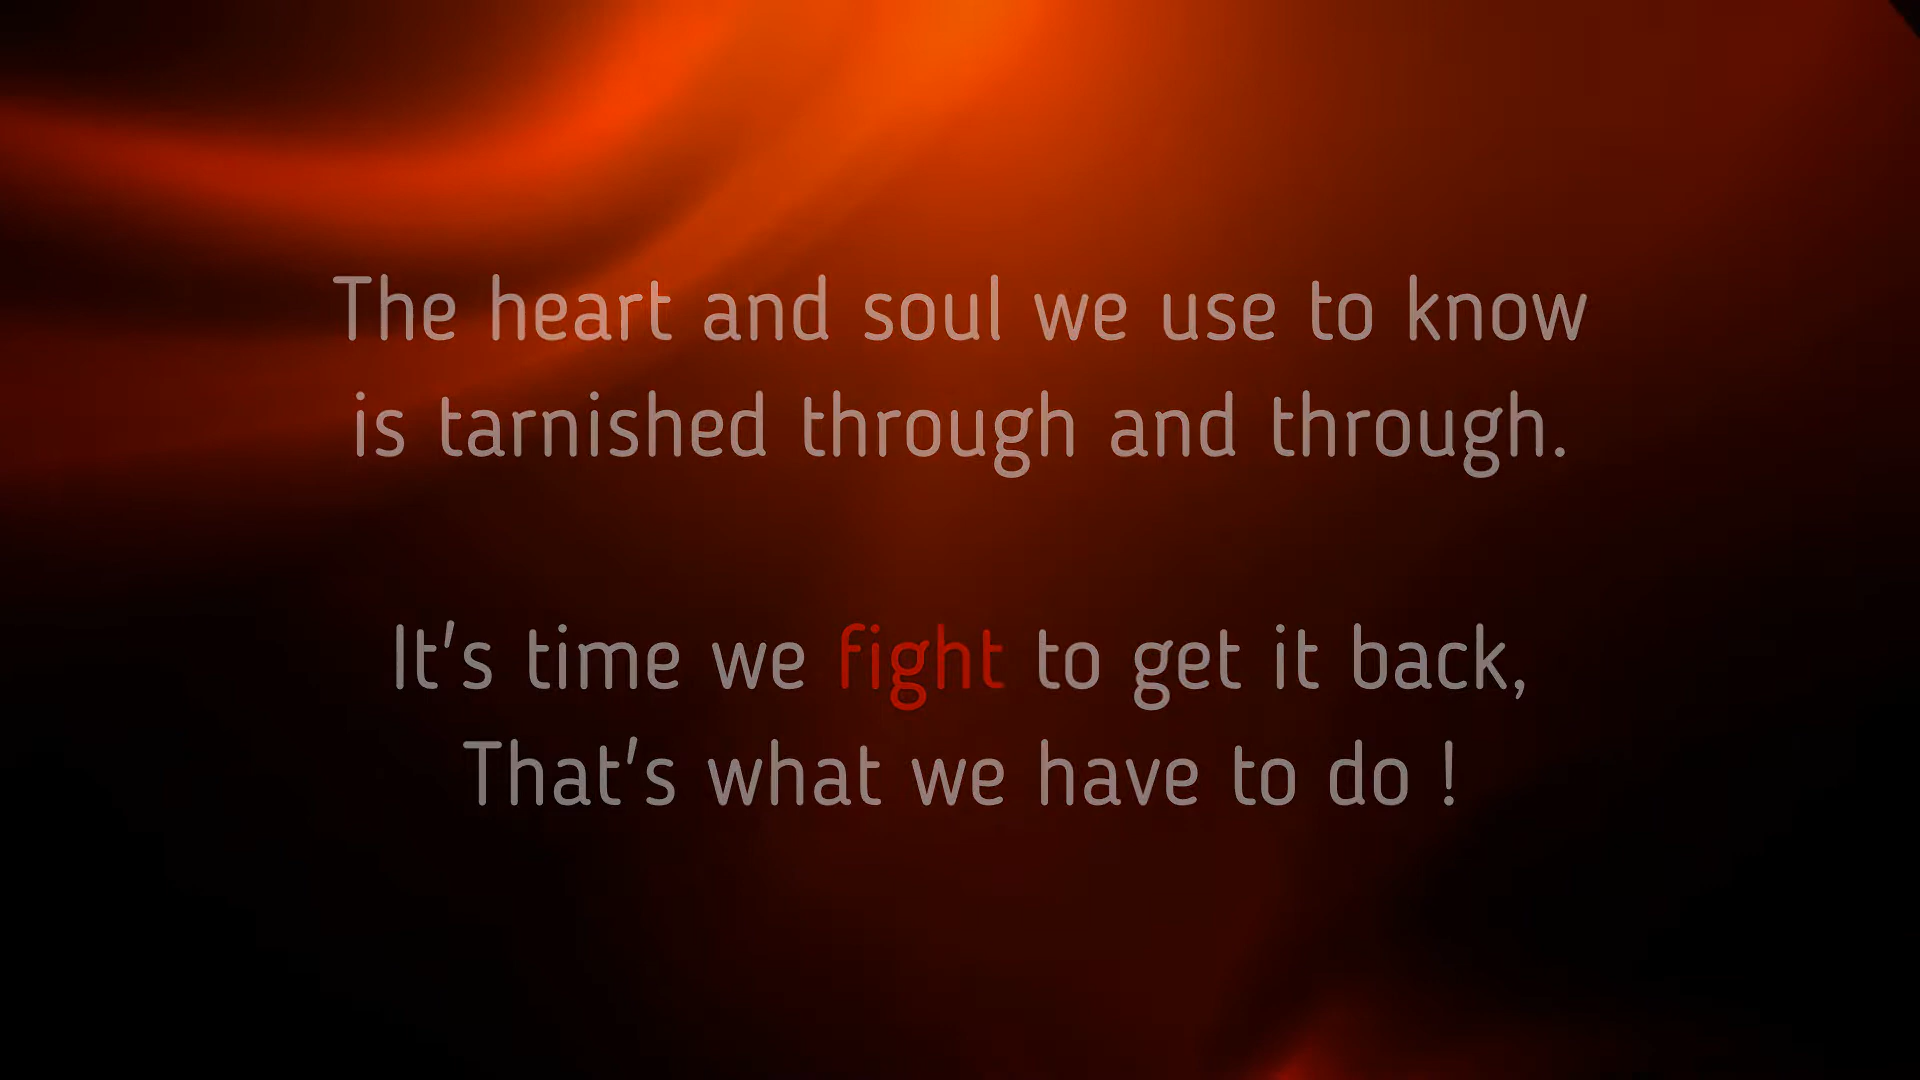 The heart and soul we use to know
is tarnished through and through.
It's time we fight to get it back,
That's what we have to do !